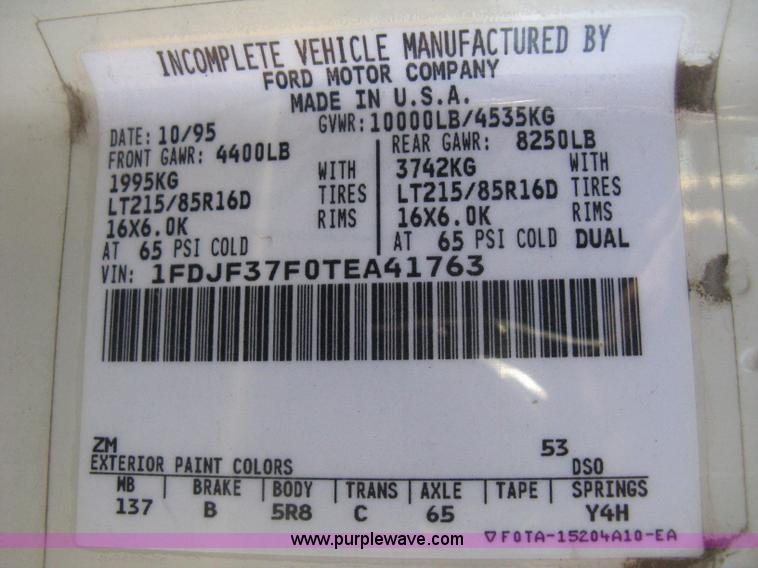 INCOMPLETE VEHICLE MANUFACTURED BY
FORD MOTOR COMPANY
MADE IN U.S.A.
DATE: 10/95 GVWR: 10000LB/4535KG
FRONT GAWR: 4400LB REAR GAWR: 8250LB
1995KG WITH 3742KG WITH
LT215/85R16D TIRES LT215/85R16D TIRES
16X6.0K RIMS 16X6.0K RIMS
AT 65 PSI COLD AT 65 PSI COLD DUAL
VIN: 1FDJF37F0TEA41763
ZM 53
EXTERIOR PAINT COLORS DSO
WB BRAKE BODY TRANS AXLE TAPE SPRINGS
137 B 5R8 C 65 Y4H
▽F0TA-15204A10-EA
www.purplewave.com